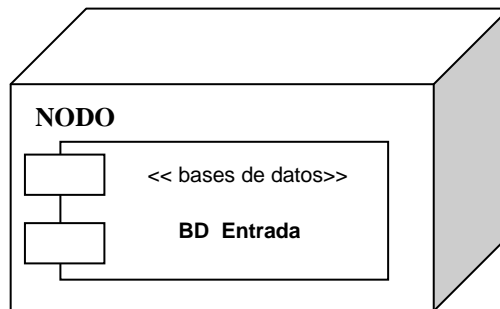 NODO
<< bases de datos>>
BD Entrada